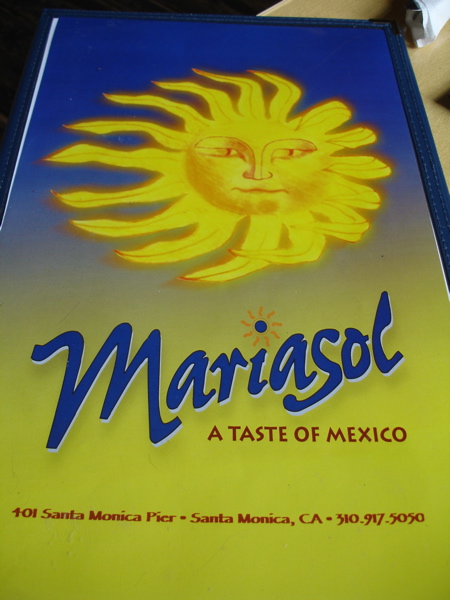 Mariasol
A TASTE OF MEXICO
401 Santa Monica Pier • Santa Monica, CA • 310-917-5050